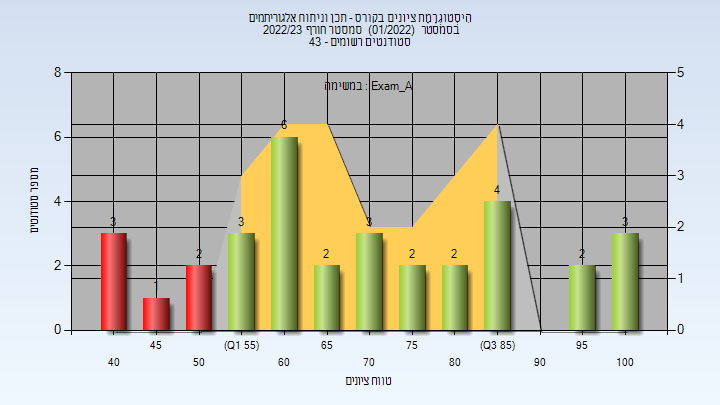 היסטוגרמת ציונים בקורס - תכן וניתוח אלגוריתמים
בסמסטר (01/2022) סמסטר חורף 2022/23
סטודנטים רשומים - 43
במשימה : Exam_A
8 5
6 4
3
4
2
2
1
0 0
מספר סטודנטים
3 1 2 3 6 2 3 2 2 4 2 3
45 (Q1 55) 65 75 (Q3 85) 95
40 50 60 70 80 90 100
טווח ציונים